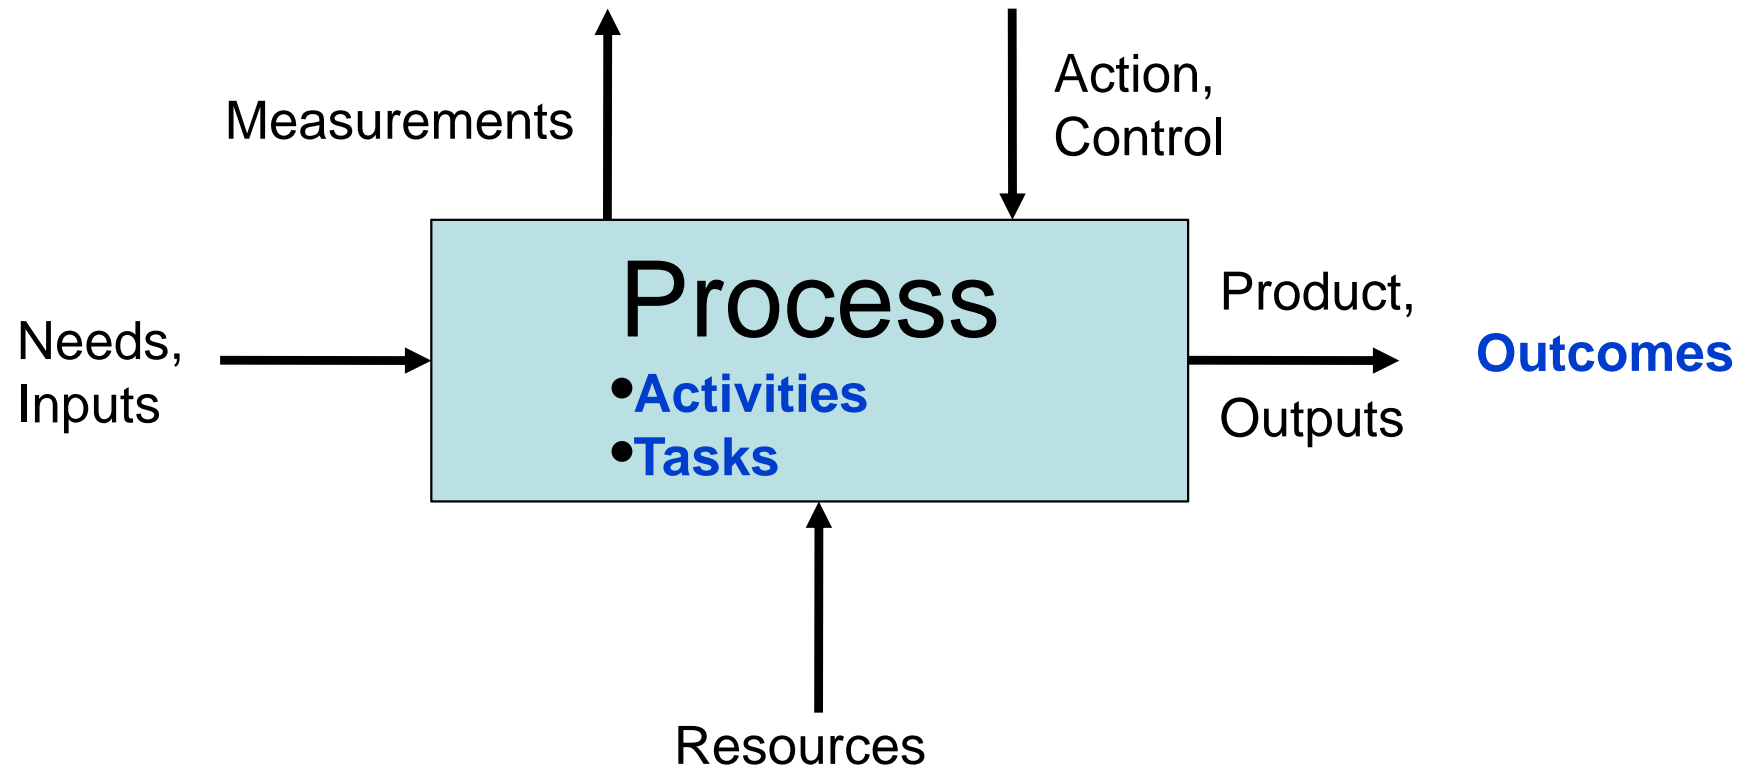 Measurements
Action,
Control
Needs,
Inputs
Process
•Activities
•Tasks
Product,
Outputs
Outcomes
Resources